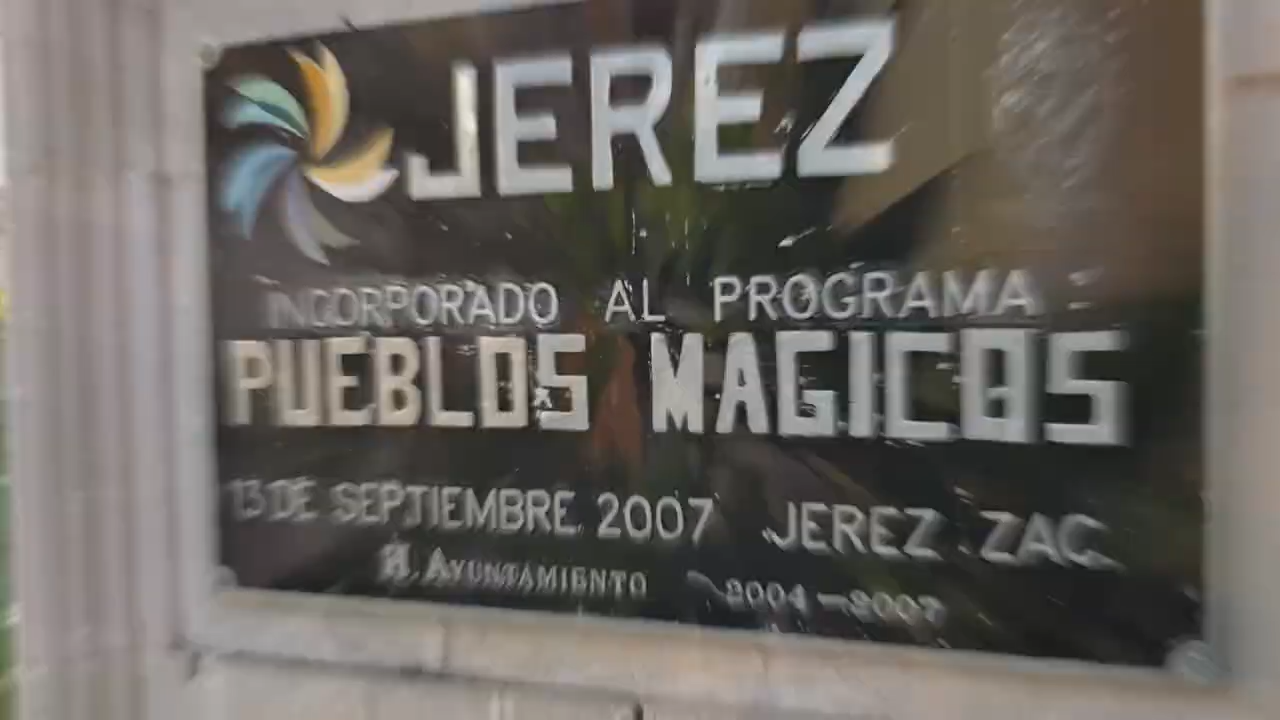 JEREZ
INCORPORADO AL PROGRAMA :
PUEBLOS MAGICOS
13 DE SEPTIEMBRE 2007 JEREZ ZAC.
H. AYUNTAMIENTO 2004-2007